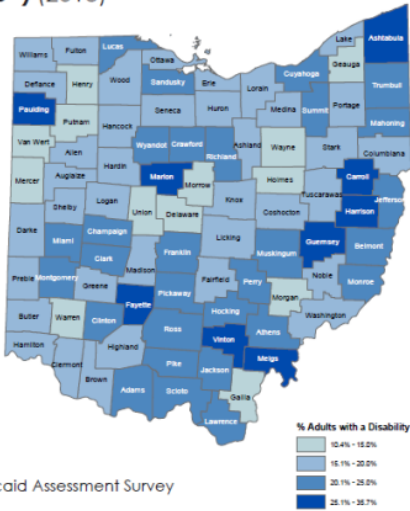 (2015)
Williams
Fulton
Lucas
Ottawa
Lake
Ashtabula
Geauga
Defiance
Henry
Wood
Sandusky
Erie
Lorain
Cuyahoga
Trumbull
Paulding
Putnam
Hancock
Seneca
Huron
Medina
Summit
Portage
Mahoning
Van Wert
Allen
Wyandot
Crawford
Richland
Ashland
Wayne
Stark
Columbiana
Mercer
Auglaize
Hardin
Marion
Morrow
Holmes
Tuscarawas
Carroll
Jefferson
Shelby
Logan
Union
Delaware
Knox
Coshocton
Harrison
Darke
Miami
Champaign
Clark
Madison
Franklin
Licking
Muskingum
Guernsey
Belmont
Preble
Montgomery
Greene
Fayette
Pickaway
Fairfield
Perry
Morgan
Noble
Monroe
Butler
Warren
Clinton
Ross
Hocking
Athens
Washington
Hamilton
Clermont
Highland
Pike
Vinton
Jackson
Meigs
Brown
Adams
Scioto
Gallia
Lawrence
% Adults with a Disability
10.4% - 15.0%
15.1% - 20.0%
20.1% - 25.0%
25.1% - 35.7%
caid Assessment Survey